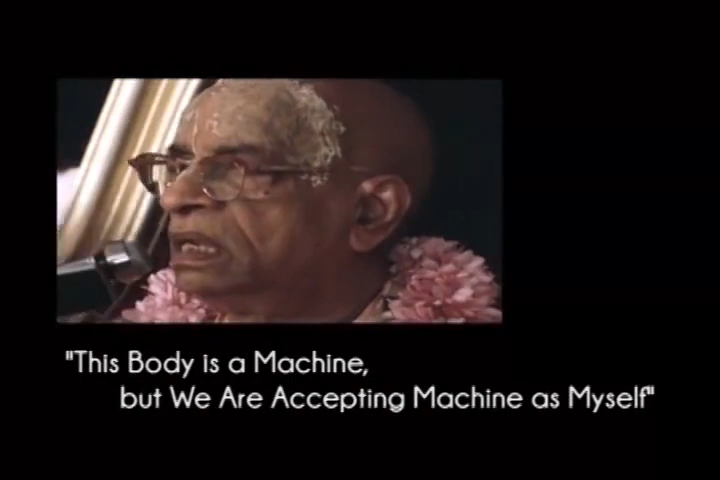 "This Body is a Machine,
but We Are Accepting Machine as Myself"